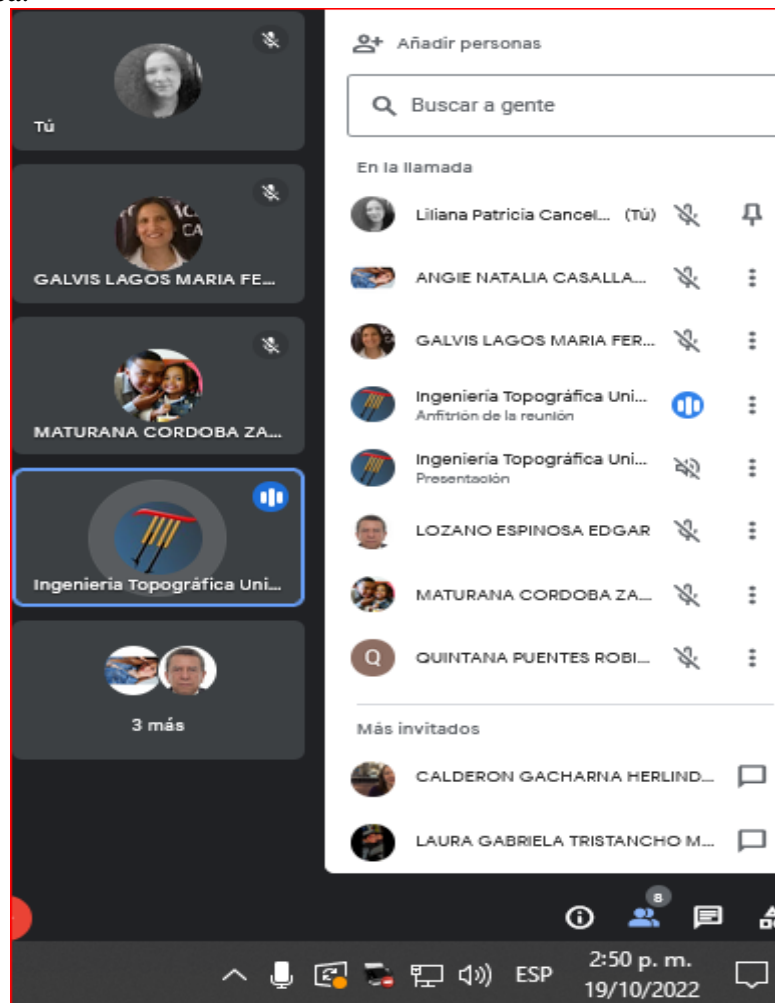 Tú
GALVIS LAGOS MARIA FE...
MATURANA CORDOBA ZA...
Ingenieria Topográfica Uni...
3 más
Añadir personas
Buscar a gente
En la llamada
Liliana Patricia Cancel... (Tú)
ANGIE NATALIA CASALLA...
GALVIS LAGOS MARIA FER...
Ingeniería Topográfica Uni...
Anfitrión de la reunión
Ingeniería Topográfica Uni...
Presentación
LOZANO ESPINOSA EDGAR
MATURANA CORDOBA ZA...
Q
QUINTANA PUENTES ROBI...
Más invitados
CALDERON GACHARNA HERLIND...
LAURA GABRIELA TRISTANCHO M...
8
ESP
2:50 p. m.
19/10/2022